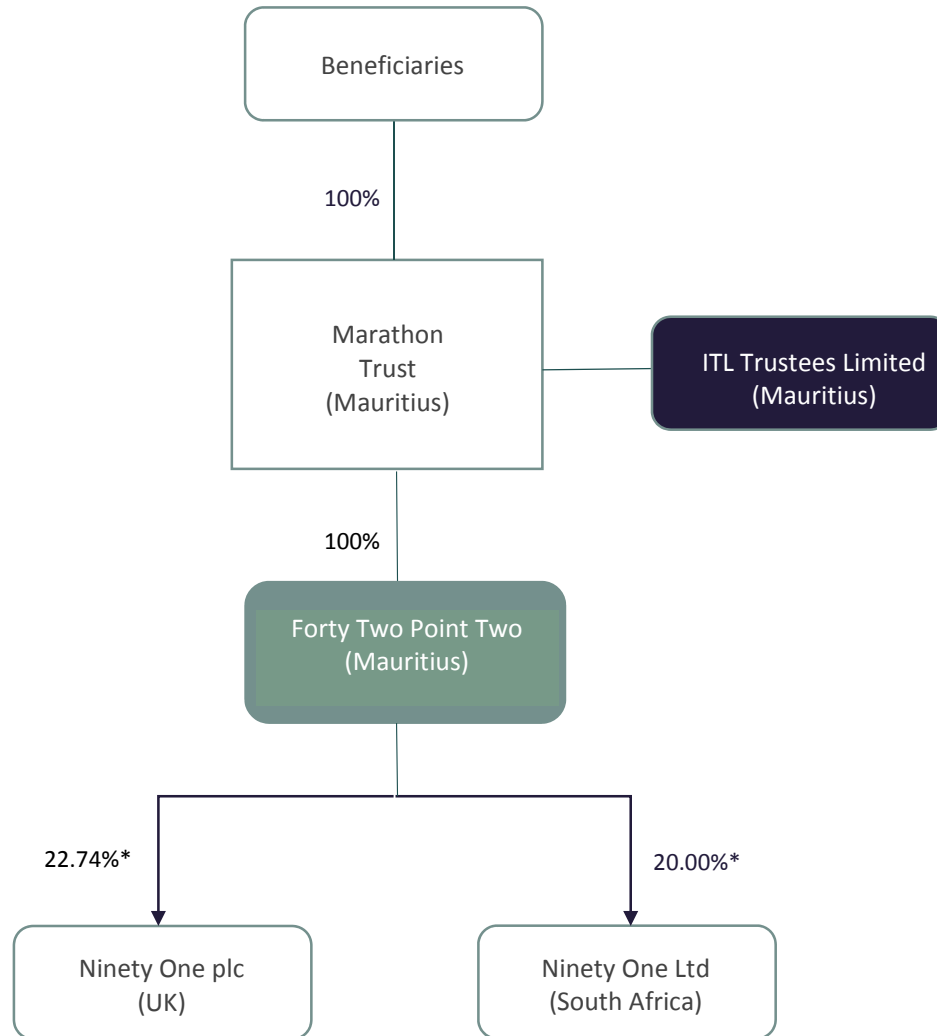 Beneficiaries
100%
Marathon
Trust
(Mauritius)
ITL Trustees Limited
(Mauritius)
100%
Forty Two Point Two
(Mauritius)
22.74%*
20.00%*
Ninety One plc
(UK)
Ninety One Ltd
(South Africa)